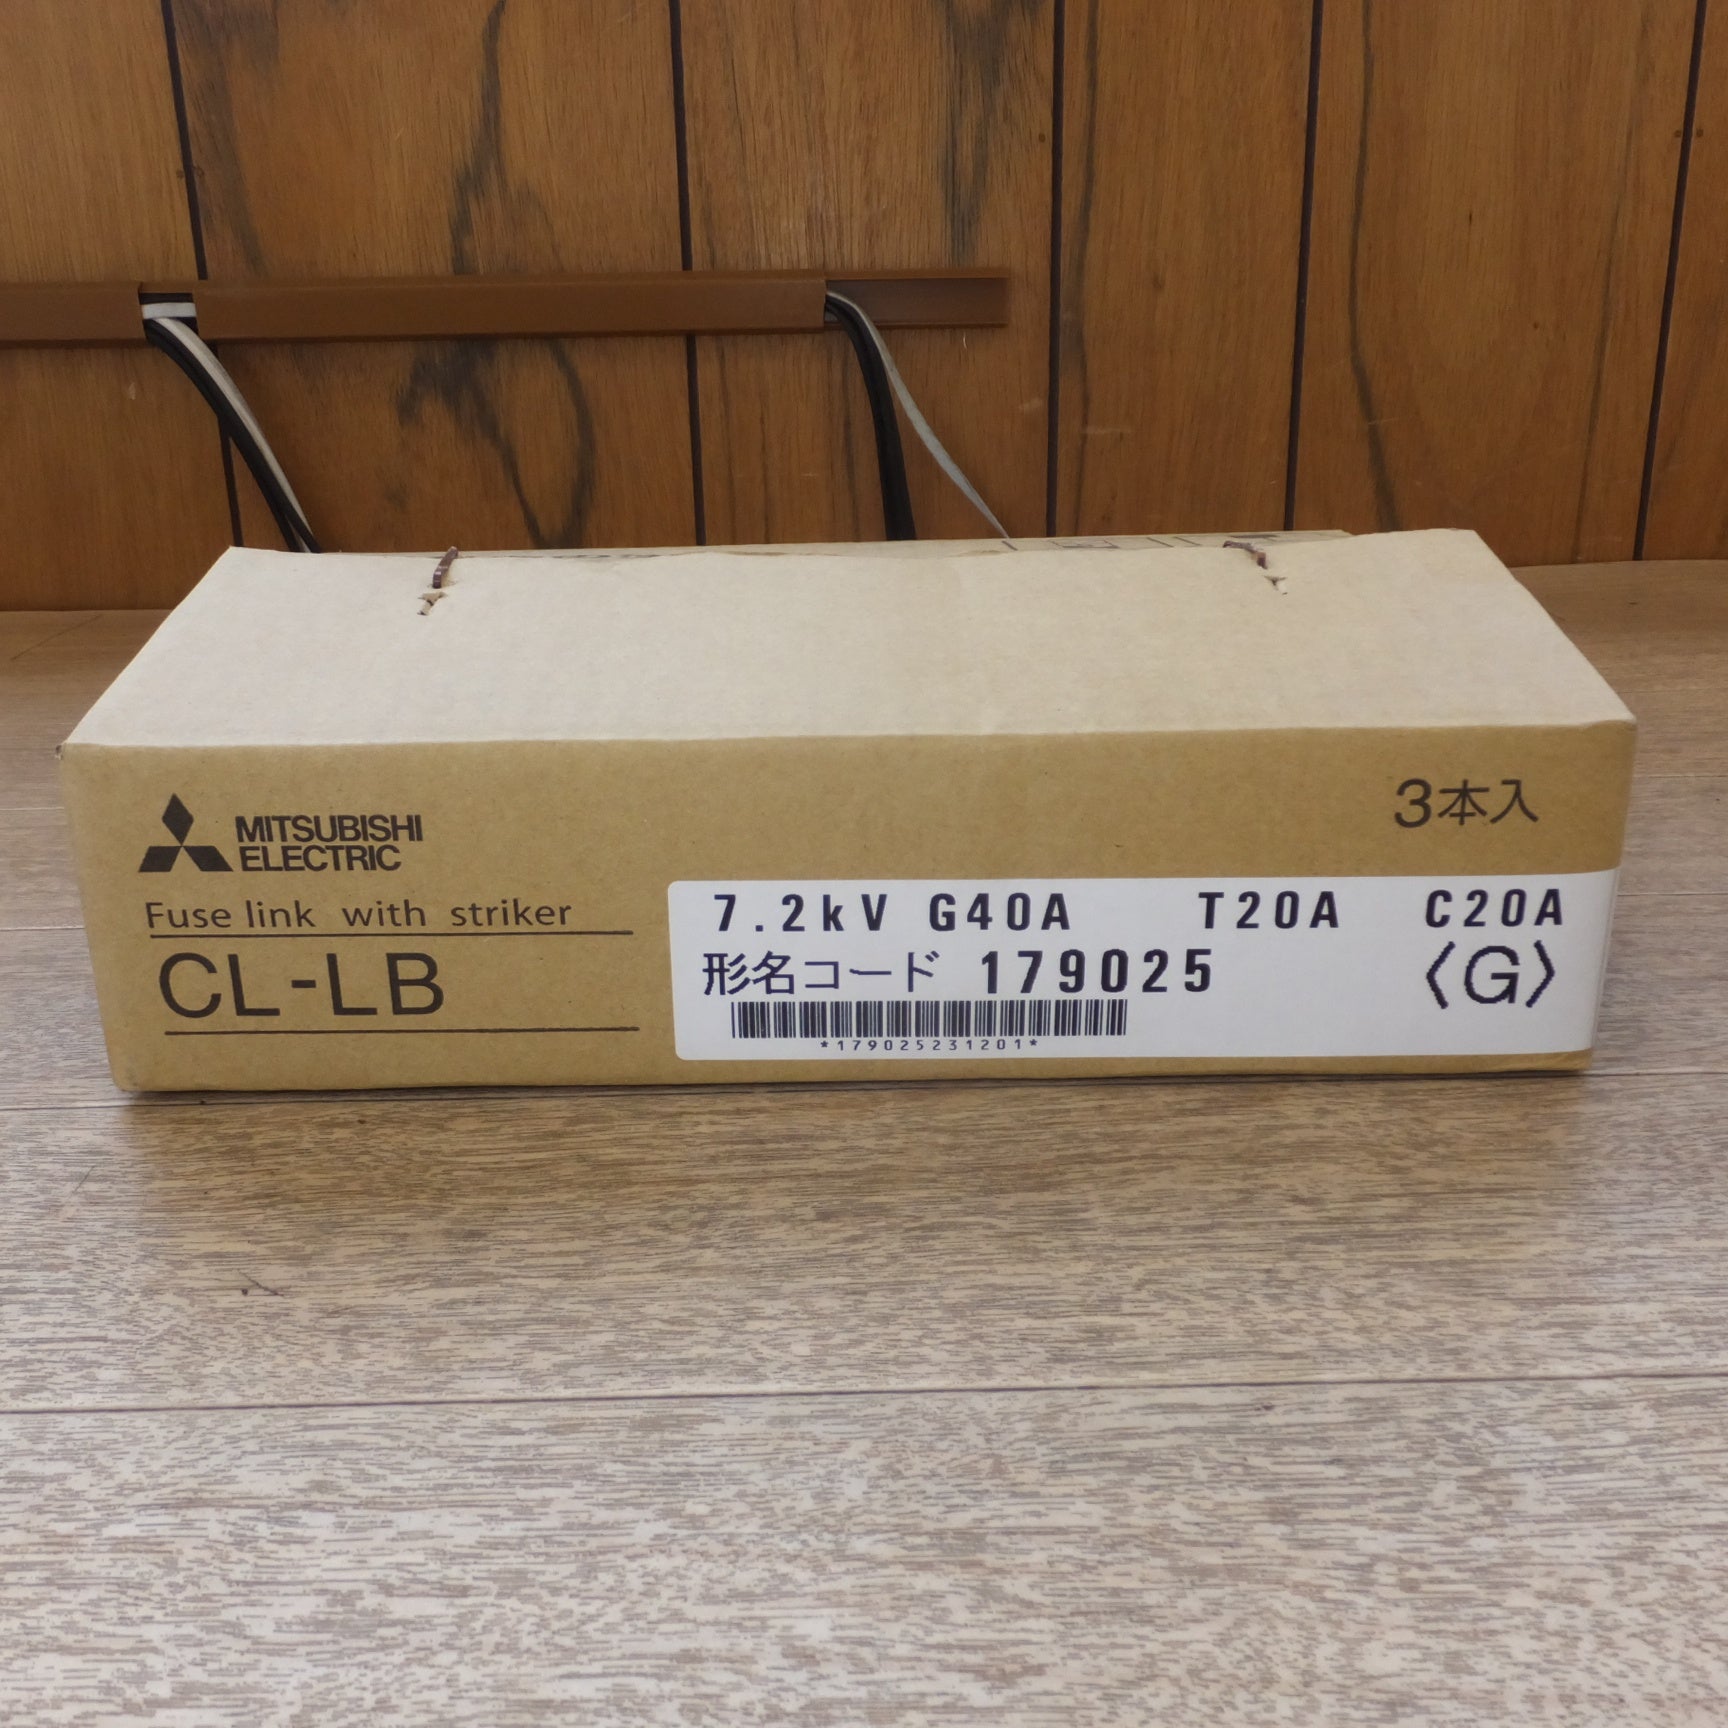 MITSUBISHI
ELECTRIC
Fuse link with striker
CL-LB
3本入
7.2kV G40A T20A C20A
形名コード 179025 〈G〉
*179025231201*